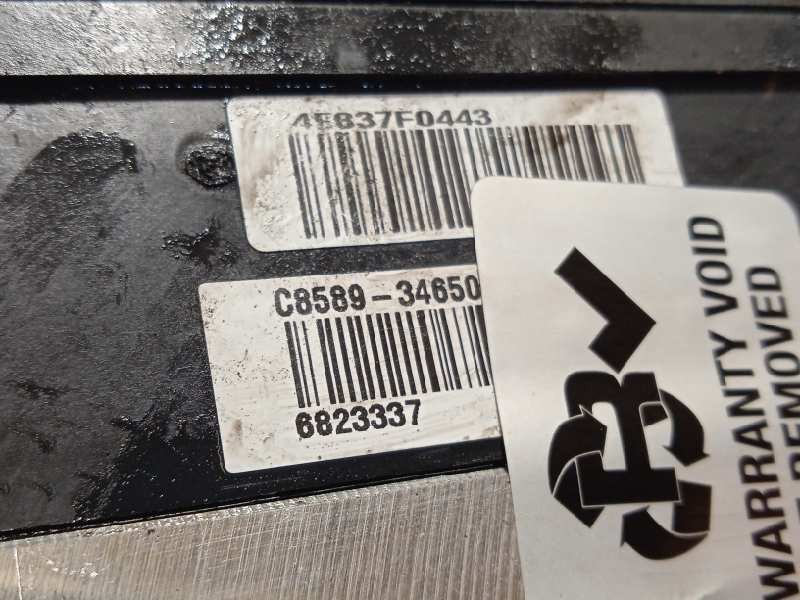 4E837F0443
C8589-34650
6823337
WARRANTY VOID
REMOVED